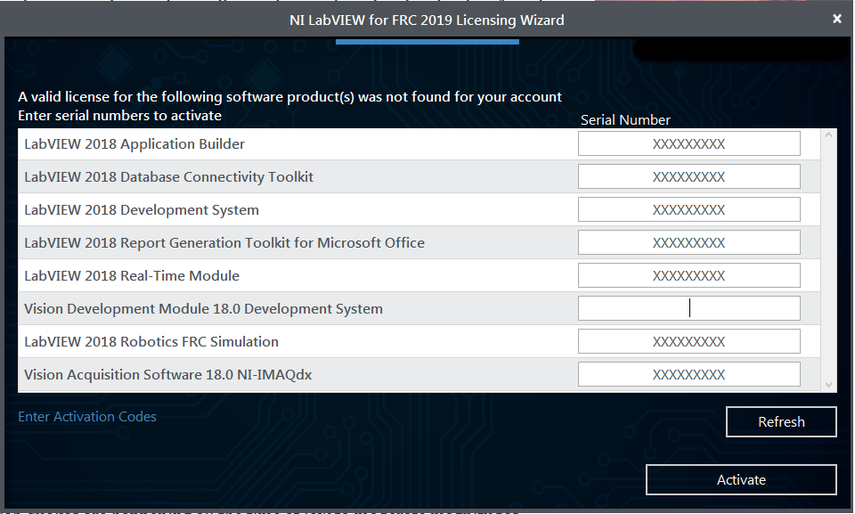 NI LabVIEW for FRC 2019 Licensing Wizard
A valid license for the following software product(s) was not found for your account
Enter serial numbers to activate
Serial Number
LabVIEW 2018 Application Builder XXXXXXXXX
LabVIEW 2018 Database Connectivity Toolkit XXXXXXXXX
LabVIEW 2018 Development System XXXXXXXXX
LabVIEW 2018 Report Generation Toolkit for Microsoft Office XXXXXXXXX
LabVIEW 2018 Real-Time Module XXXXXXXXX
Vision Development Module 18.0 Development System
LabVIEW 2018 Robotics FRC Simulation XXXXXXXXX
Vision Acquisition Software 18.0 NI-IMAQdx XXXXXXXXX
Enter Activation Codes
Refresh
Activate